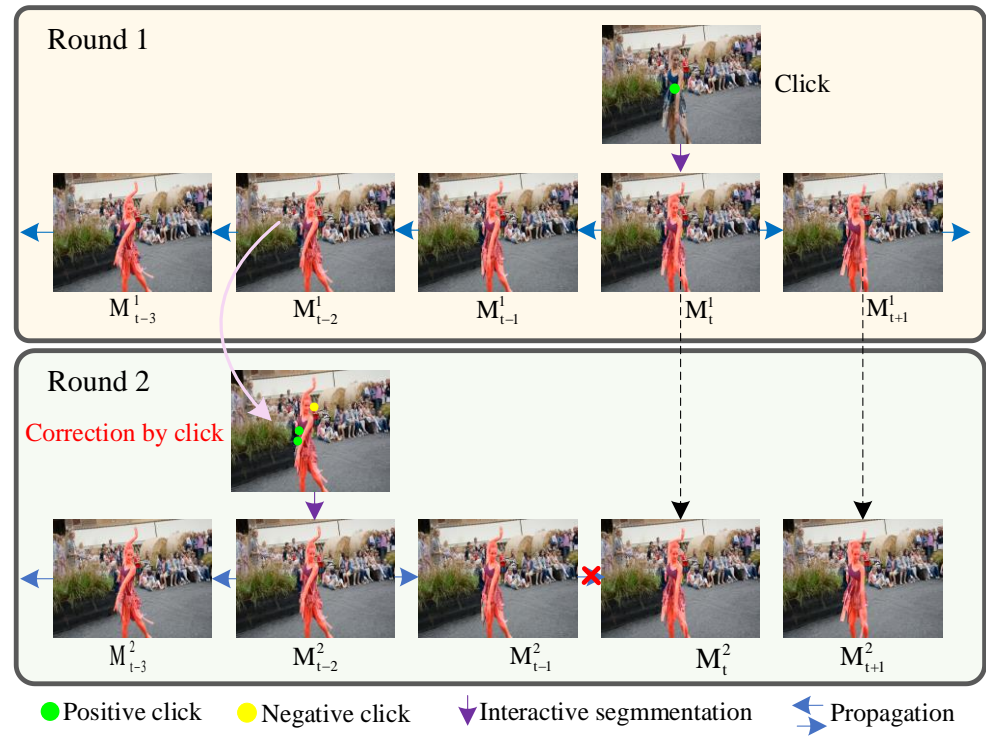 Round 1
Click
M¹ₜ₋₃ M¹ₜ₋₂ M¹ₜ₋₁ M¹ₜ M¹ₜ₊₁
Round 2
Correction by click
M²ₜ₋₃ M²ₜ₋₂ M²ₜ₋₁ M²ₜ M²ₜ₊₁
Positive click Negative click Interactive segmmentation Propagation